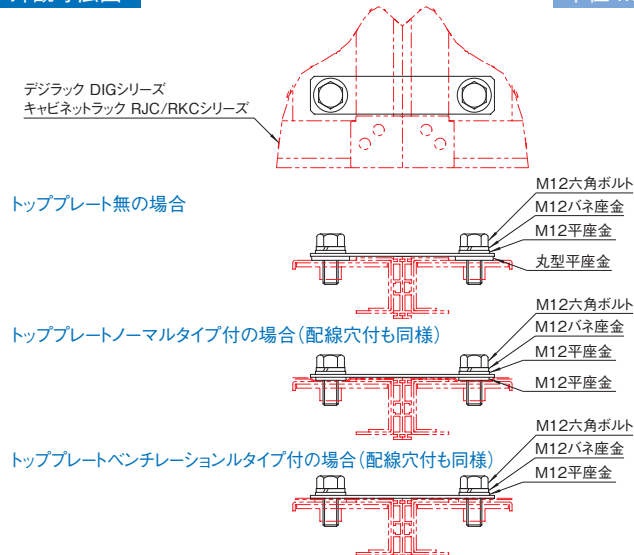 デジラック DIGシリーズ
キャビネットラック RJC/RKCシリーズ
トッププレート無の場合
M12六角ボルト
M12バネ座金
M12平座金
丸型平座金
トッププレートノーマルタイプ付の場合(配線穴付も同様)
M12六角ボルト
M12バネ座金
M12平座金
M12平座金
トッププレートベンチレーションルタイプ付の場合(配線穴付も同様)
M12六角ボルト
M12バネ座金
M12平座金